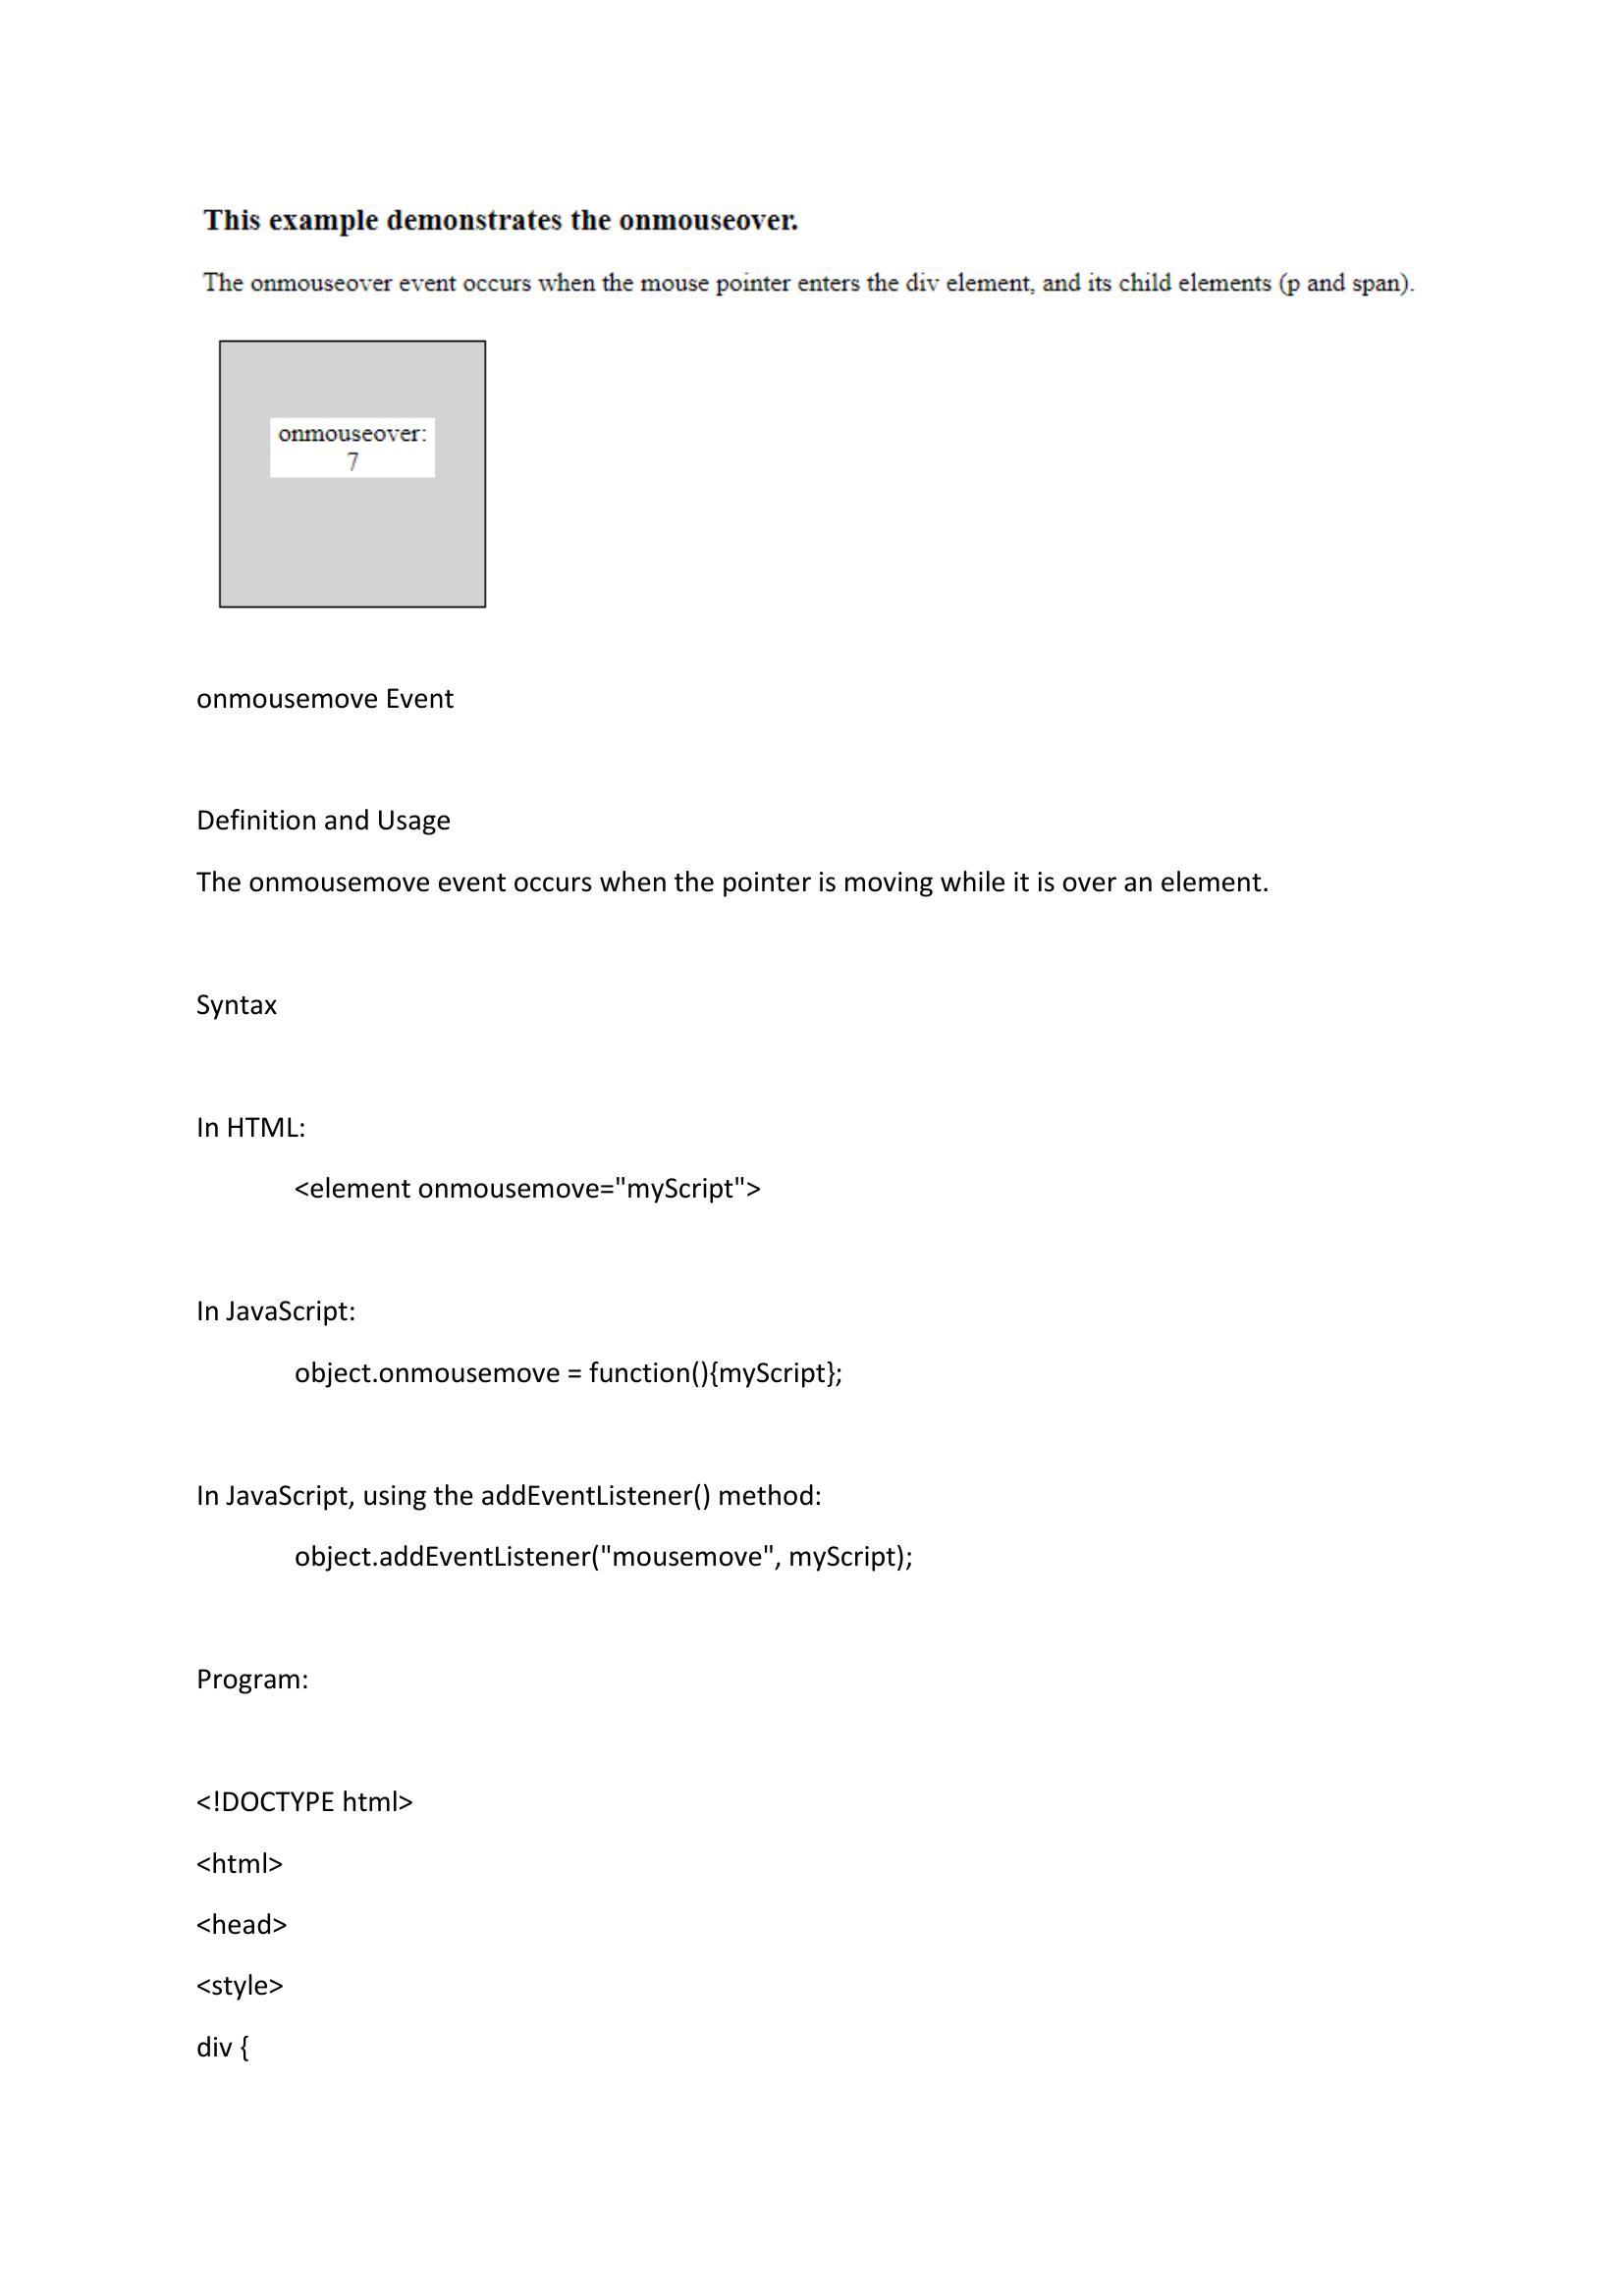 This example demonstrates the onmouseover.
The onmouseover event occurs when the mouse pointer enters the div element, and its child elements (p and span).
onmouseover:
7
onmousemove Event
Definition and Usage
The onmousemove event occurs when the pointer is moving while it is over an element.
Syntax
In HTML:
<element onmousemove="myScript">
In JavaScript:
object.onmousemove = function(){myScript};
In JavaScript, using the addEventListener() method:
object.addEventListener("mousemove", myScript);
Program:
<!DOCTYPE html>
<html>
<head>
<style>
div {